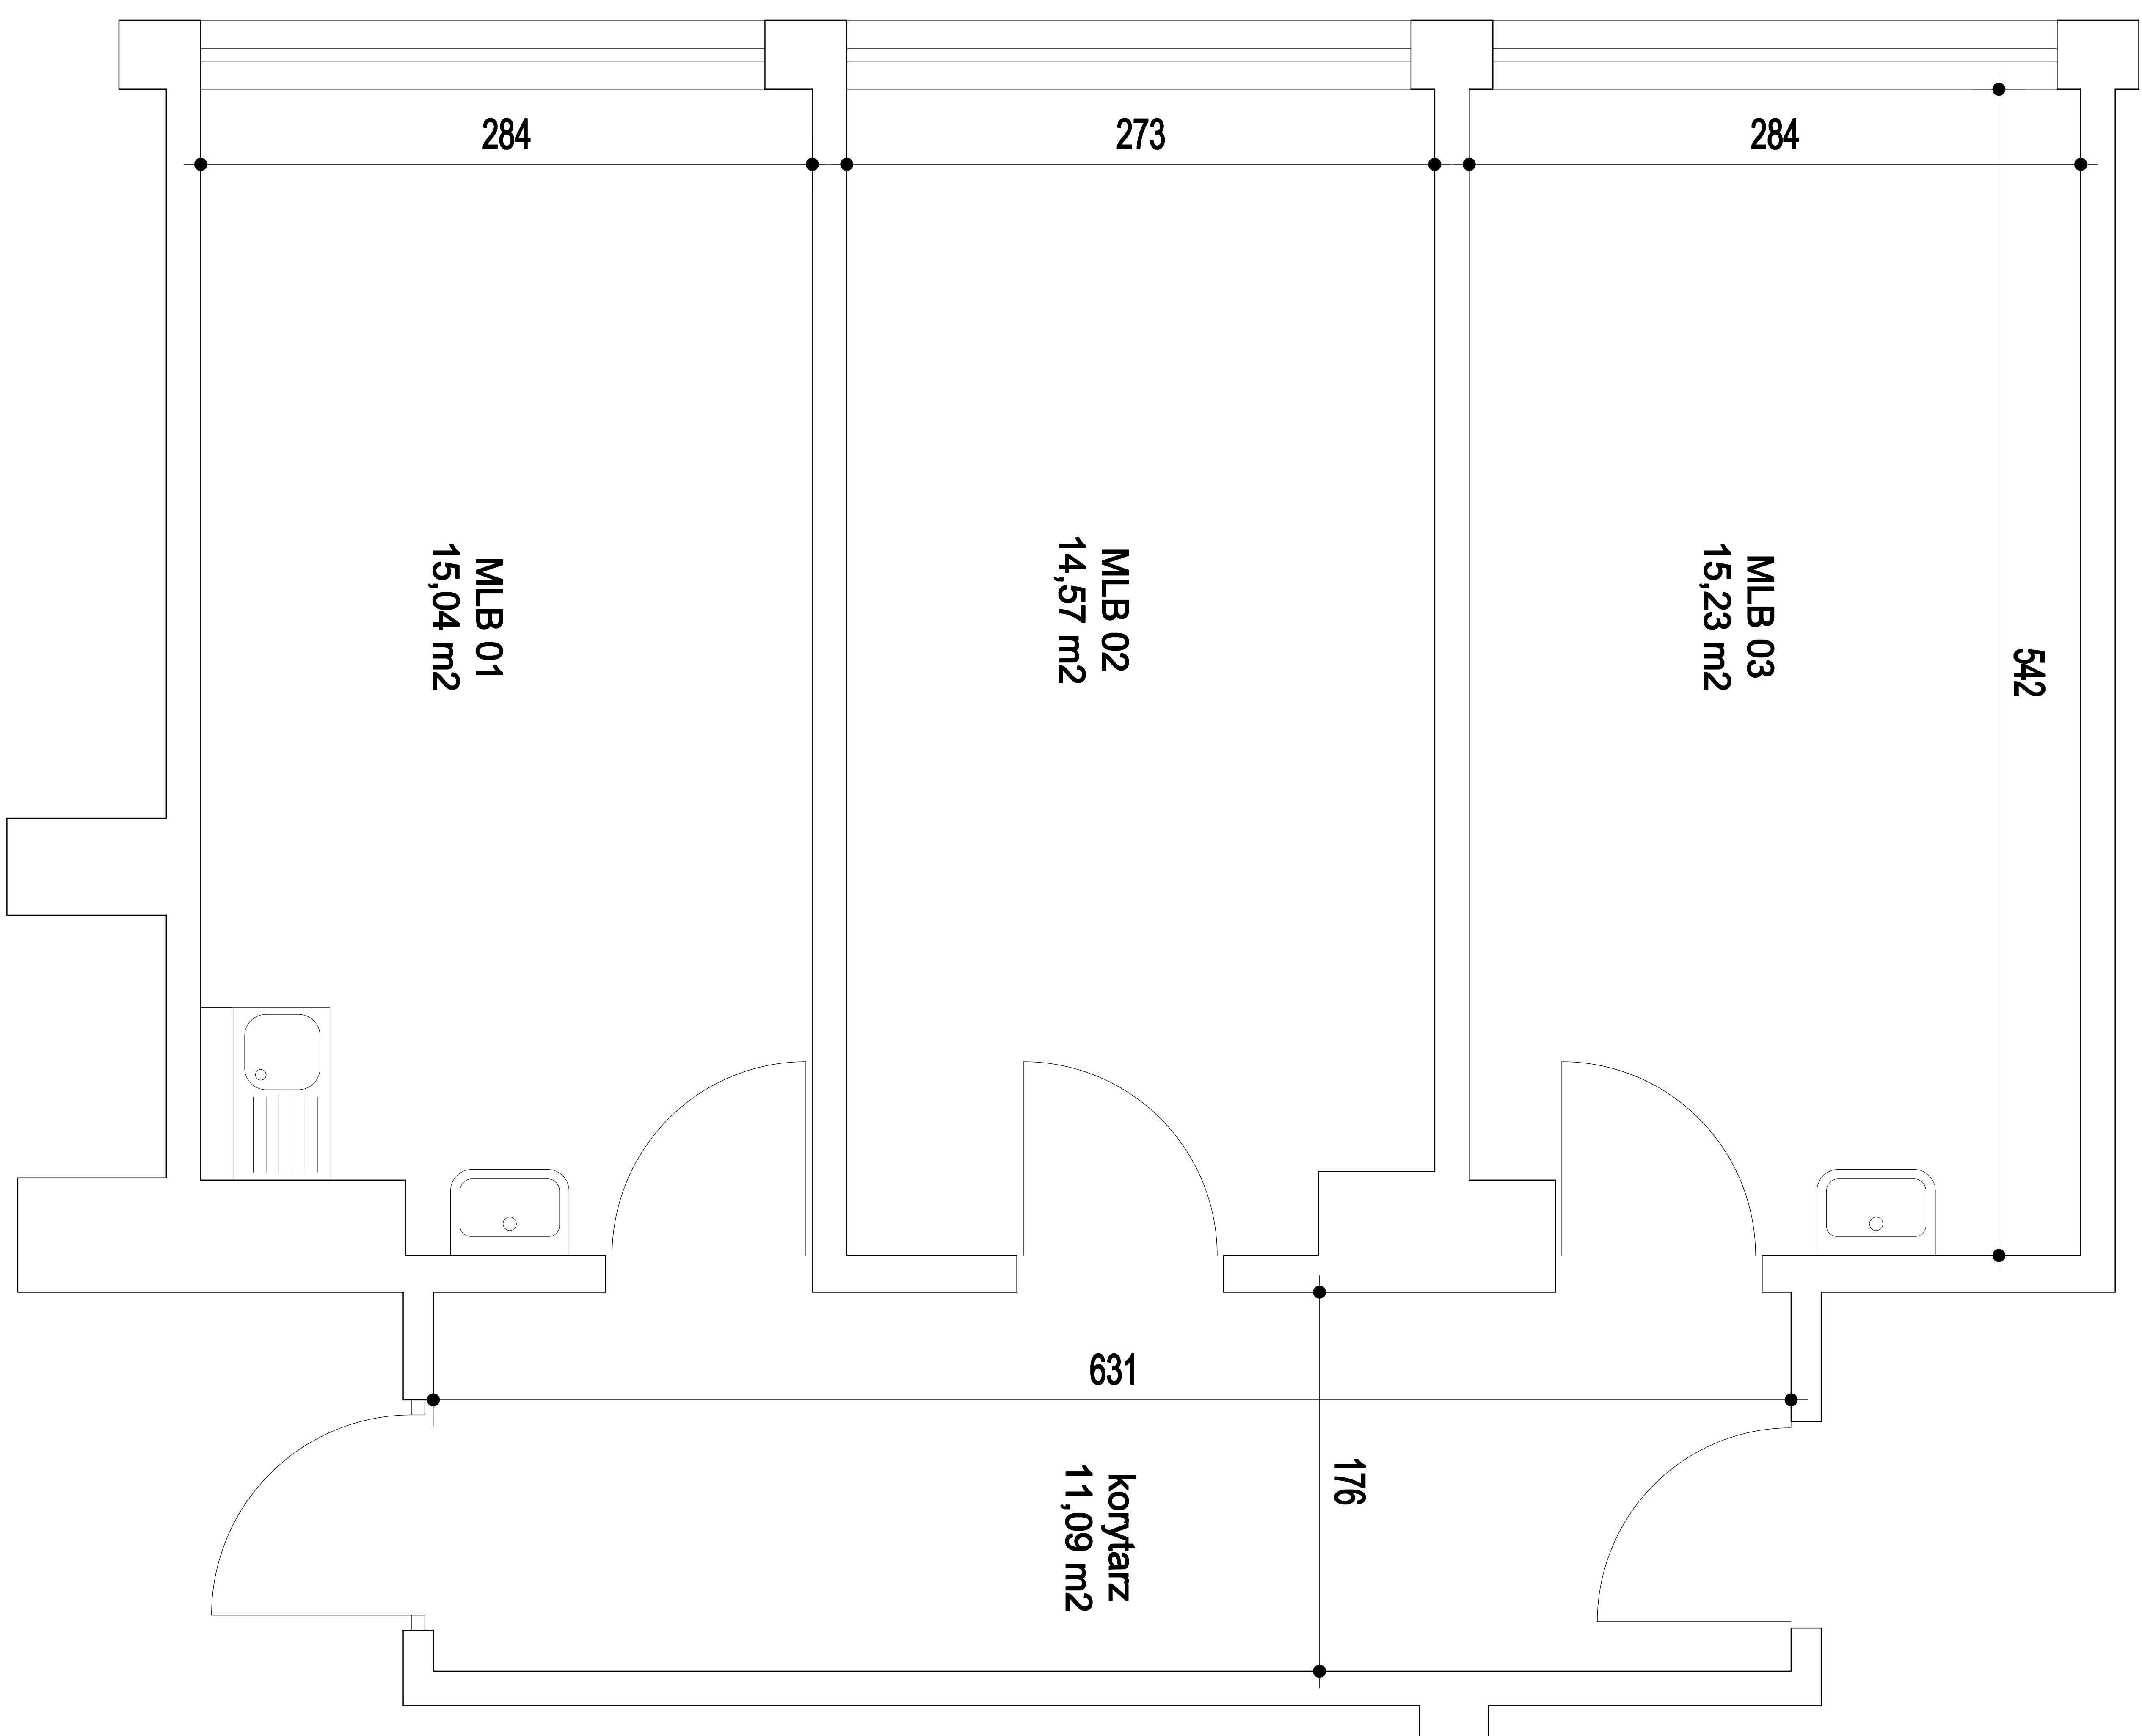 284
273
284
MLB 01
15,04 m2
MLB 02
14,57 m2
MLB 03
15,23 m2
542
631
176
korytarz
11,09 m2